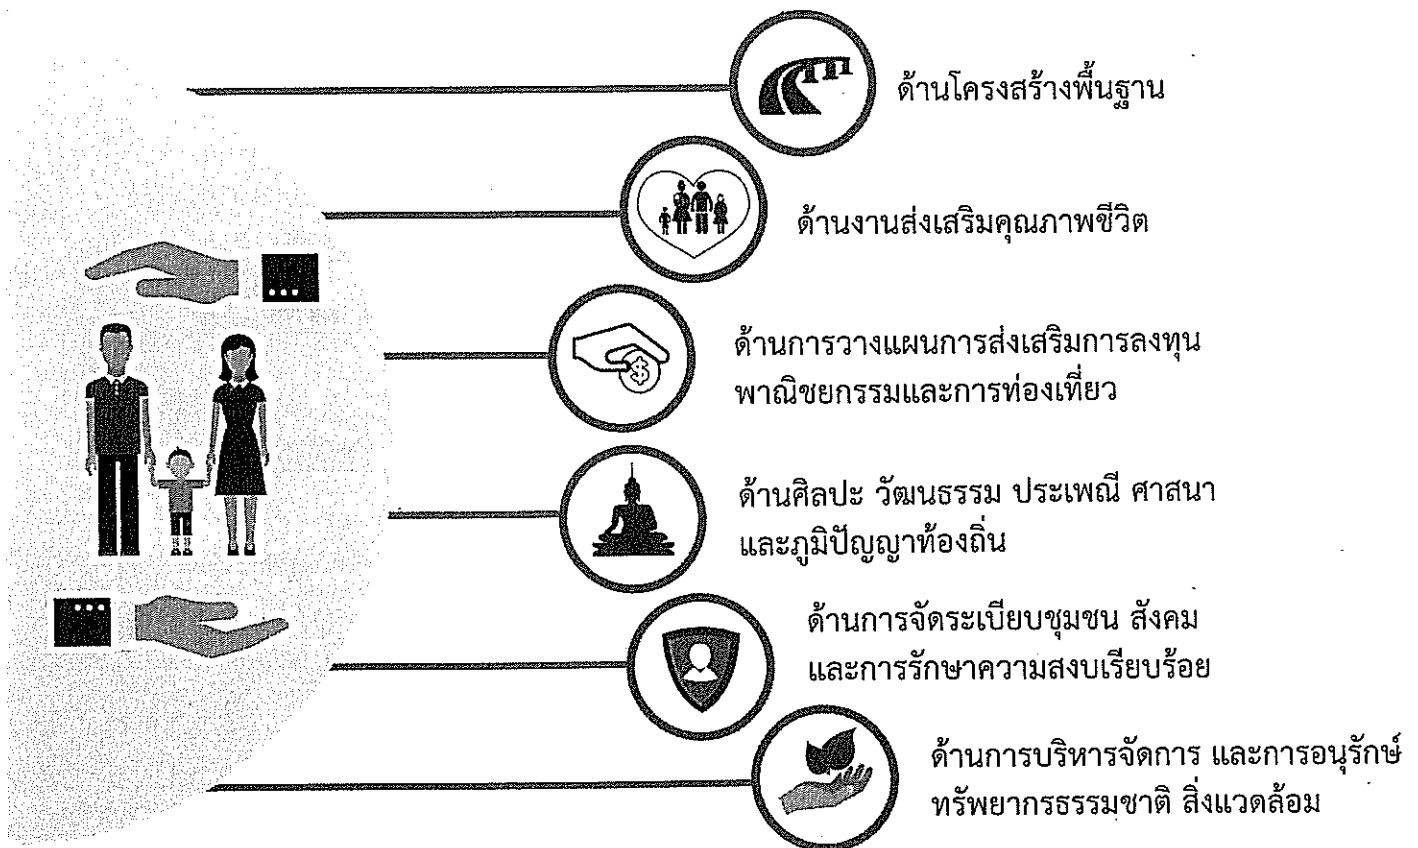 ด้านโครงสร้างพื้นฐาน
ด้านงานส่งเสริมคุณภาพชีวิต
ด้านการวางแผนการส่งเสริมการลงทุน
พาณิชยกรรมและการท่องเที่ยว
ด้านศิลปะ วัฒนธรรม ประเพณี ศาสนา
และภูมิปัญญาท้องถิ่น
ด้านการจัดระเบียบชุมชน สังคม
และการรักษาความสงบเรียบร้อย
ด้านการบริหารจัดการ และการอนุรักษ์
ทรัพยากรธรรมชาติ สิ่งแวดล้อม